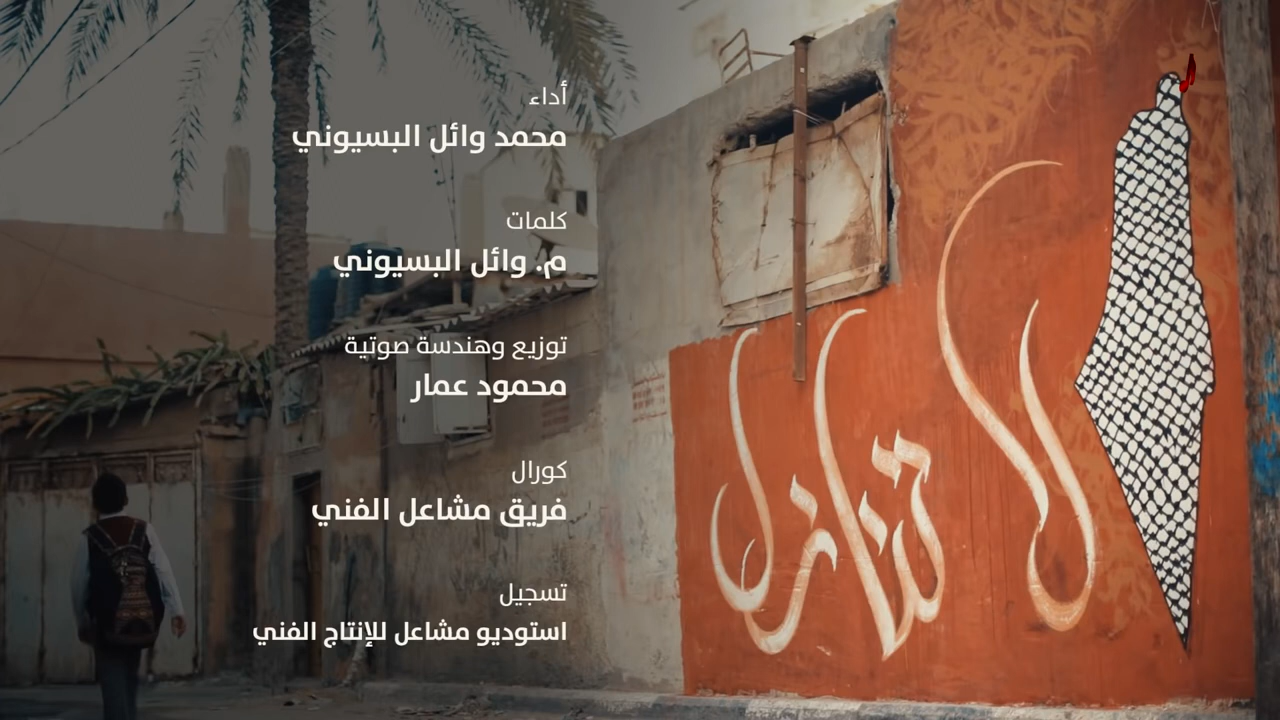 أداء
محمد وائل البسيوني
كلمات
م. وائل البسيوني
توزيع وهندسة صوتية
محمود عمار
كورال
فريق مشاعل الفني
تسجيل
استوديو مشاعل للإنتاج الفني
لا تنازل